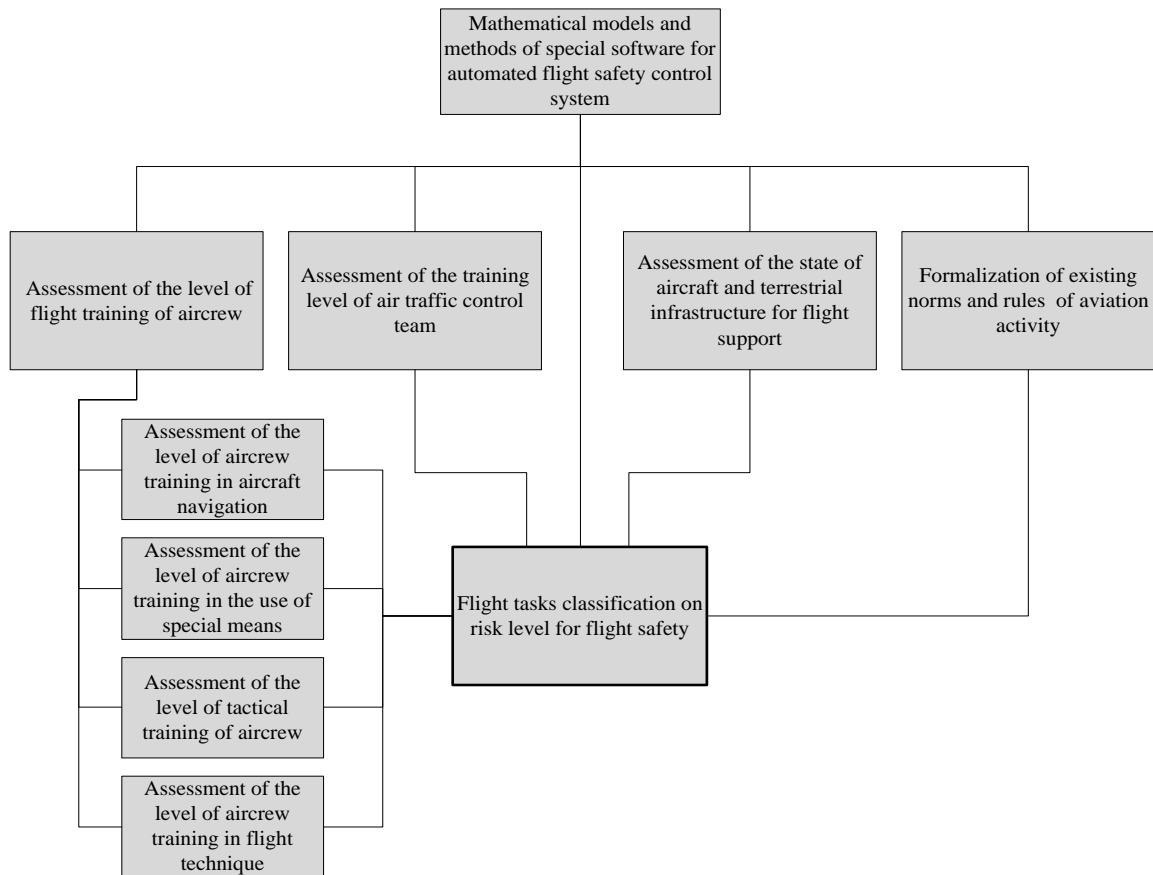 Mathematical models and
methods of special software for
automated flight safety control
system
Assessment of the level of
flight training of aircrew
Assessment of the training
level of air traffic control
team
Assessment of the state of
aircraft and terrestrial
infrastructure for flight
support
Formalization of existing
norms and rules of aviation
activity
Assessment of the
level of aircrew
training in aircraft
navigation
Assessment of the
level of aircrew
training in the use of
special means
Assessment of the
level of tactical
training of aircrew
Assessment of the
level of aircrew
training in flight
technique
Flight tasks classification on
risk level for flight safety